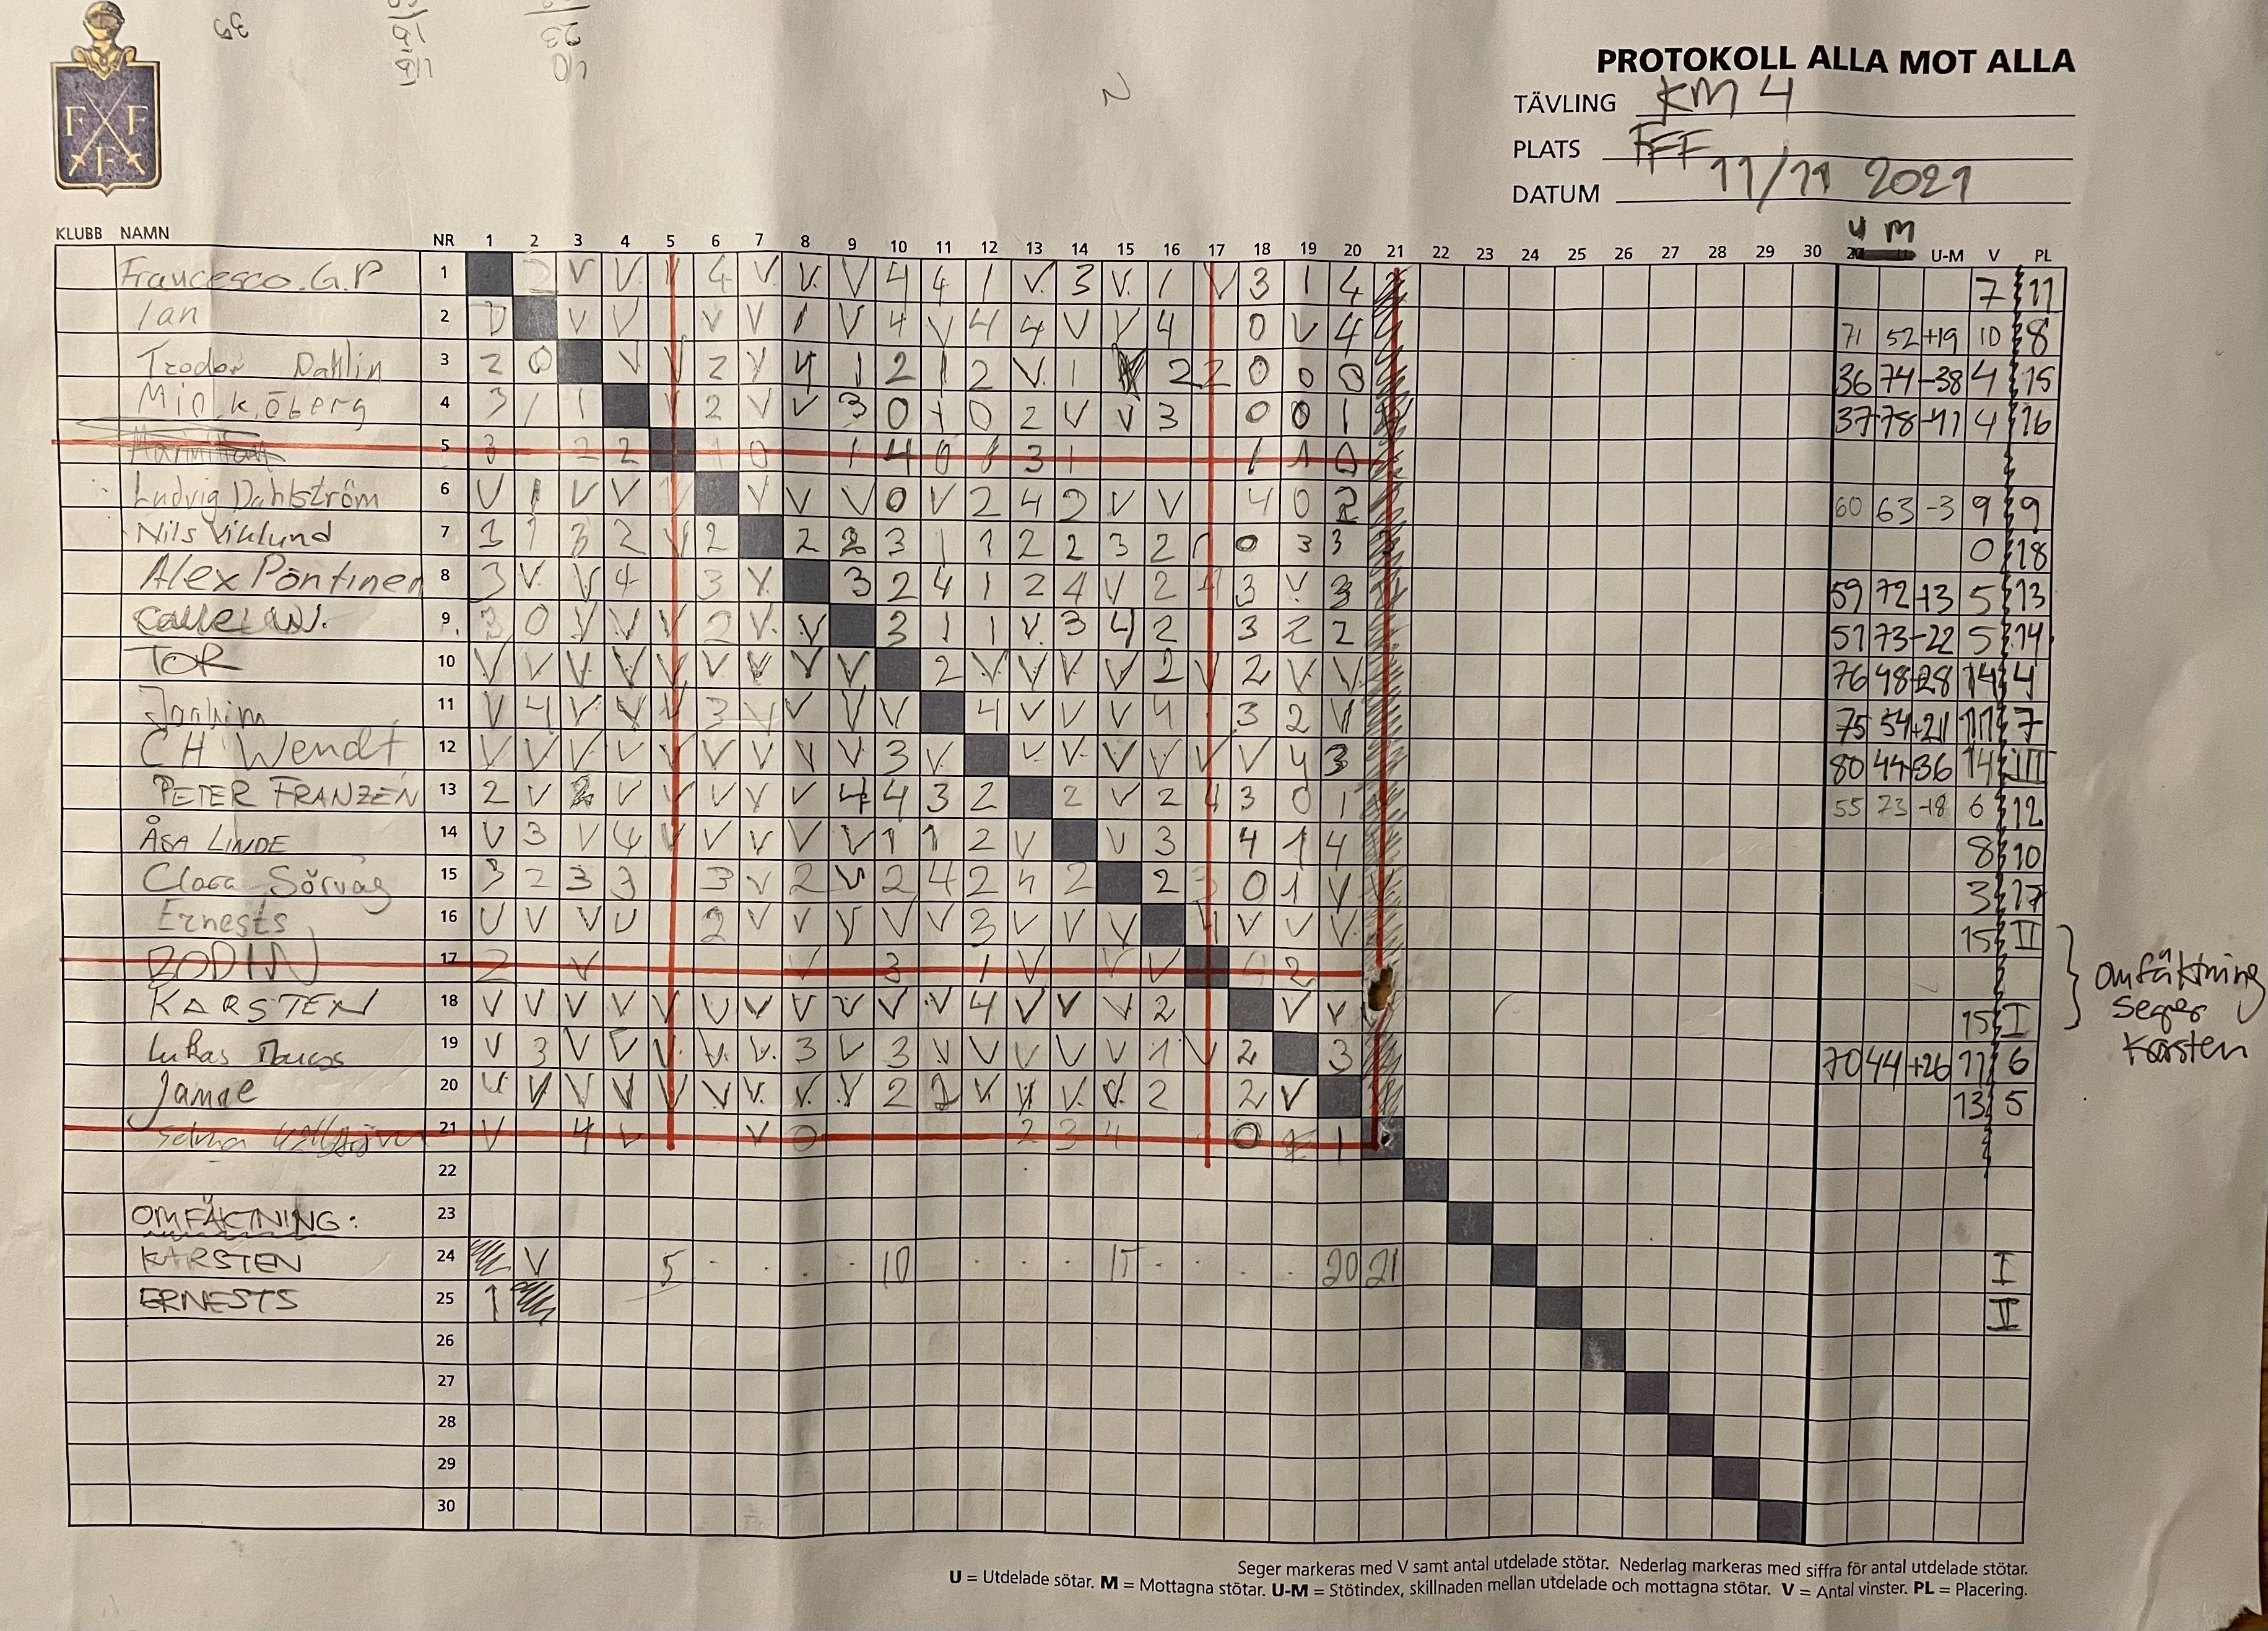 F F
F
PROTOKOLL ALLA MOT ALLA
TÄVLING KM 4
PLATS FFF
DATUM 11/11 2021
U M
KLUBB NAMN NR 1 2 3 4 5 6 7 8 9 10 11 12 13 14 15 16 17 18 19 20 21 22 23 24 25 26 27 28 29 30 U-M V PL
Francesco.G.P 1 V V 4 V. V. V 4 4 1 V. 3 V. 1 V 3 1 4 7 11
Ian 2 V V V V 1 V 4 V 4 4 V V 4 0 V 4 71 52 +19 10 8
Dahlin 3 2 0 V V 2 V 4 1 2 1 2 V. 1 2 2 0 0 0 36 74 -38 4 15
4 3 1 1 V 2 V V 3 0 1 0 2 V V 3 0 0 1 37 78 4 16
5 3 2 2 1 0 1 4 0 3 1 1 1 0
Ludvig Dahlström 6 V 1 V V V V V 0 V 2 4 2 V V 4 0 2 60 63 -3 9 9
Nils Viklund 7 3 1 3 2 V 2 2 2 3 1 1 2 2 3 2 0 3 3 0 18
Alex Pöntinen 8 3 V. V 4 3 V. 3 2 4 1 2 4 V 2 4 3 V 3 59 72 -13 5 13
Calle W. 9 0 V V V 2 V. V 3 1 1 V. 3 4 2 3 2 2 51 73 -22 5 14
TOR 10 V V V V V V V V V 2 V V V V 2 V 2 V V 76 48 +28 14 4
Joakim 11 V 4 V V V 3 V V V V 4 V V V 4 3 2 V 75 54 +21 11 7
CH Wendt 12 V V V V V V V V V 3 V. V V V V V V 4 3 80 44 +36 14 III
PETER FRANZÉN 13 2 V V V V V V 4 4 3 2 2 V 2 4 3 0 1 55 73 -18 6 12
ÅSA LINDE 14 V 3 V 4 V V V V V 1 1 2 V V 3 4 1 4 8 10
Clara Sörvag 15 3 2 3 3 3 V 2 V 2 4 2 4 2 2 3 0 1 V 3 17
Ernests 16 V V V V 2 V V V V V 3 V V V 4 V V V 15 II
BODIN 17 2 V V 3 1 V V V 4 2
KARSTEN 18 V V V V V V V V V V V 4 V V V 2 V V 15 I
omfäktning
seger
Karsten
Lukas 19 V 3 V V V. V V. 3 V 3 V V V V V 1 V 2 3 70 44 +26 11 6
Jamie 20 V V V V V V V. V. V 2 2 V. V V. V. 2 2 V 13 5
21 V 4 V V 0 2 3 4 0 1
22
OMFÄKTNING: 23
KARSTEN 24 V 5 . . . . 10 . . . . 15 . . . . 20 21 I
ERNESTS 25 1 II
26
27
28
29
30
Seger markeras med V samt antal utdelade stötar. Nederlag markeras med siffra för antal utdelade stötar.
U = Utdelade sötar. M = Mottagna stötar. U-M = Stötindex, skillnaden mellan utdelade och mottagna stötar. V = Antal vinster. PL = Placering.